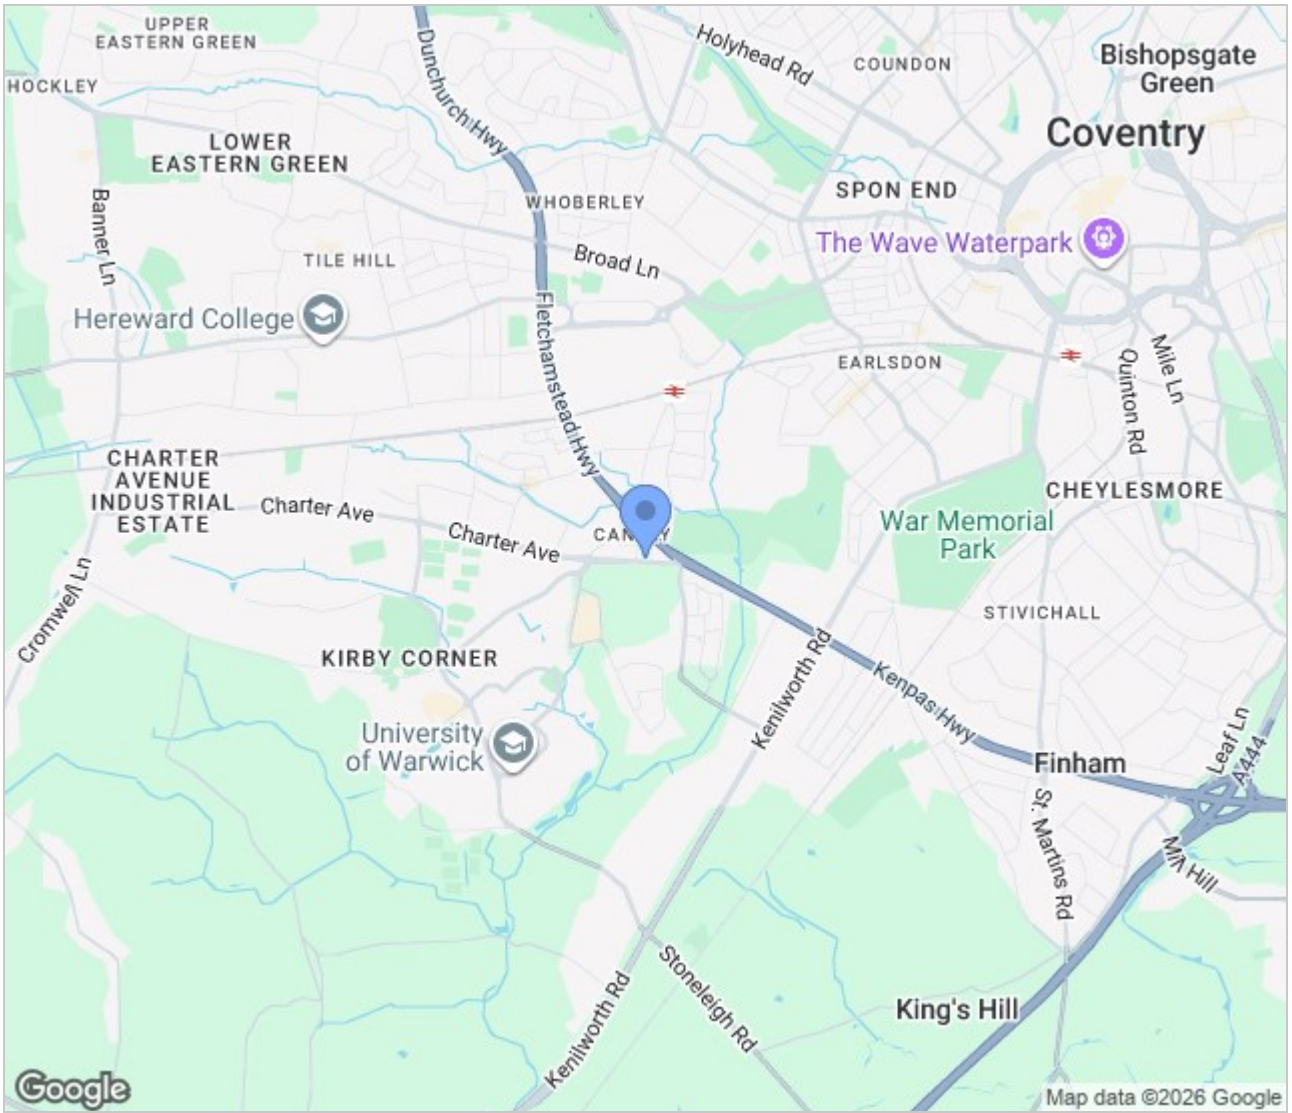 UPPER
EASTERN GREEN
HOCKLEY
Dunchurch Hwy
Holyhead Rd
COUNDON
Bishopsgate
Green
Coventry
LOWER
EASTERN GREEN
Banner Ln
WHOBERLEY
SPON END
The Wave Waterpark
TILE HILL
Broad Ln
Hereward College
Fletchamstead Hwy
EARLSDON
Quinton Rd
Mile Ln
CHARTER
AVENUE
INDUSTRIAL
ESTATE
Charter Ave
Charter Ave
CHEYLESMORE
War Memorial
Park
Cromwell Ln
STIVICHALL
KIRBY CORNER
Kenilworth Rd
Kenpas Hwy
University
of Warwick
Finham
Leaf Ln
A444
St. Martins Rd
Mill Hill
Stoneleigh Rd
Kenilworth Rd
King's Hill
Google
Map data ©2026 Google